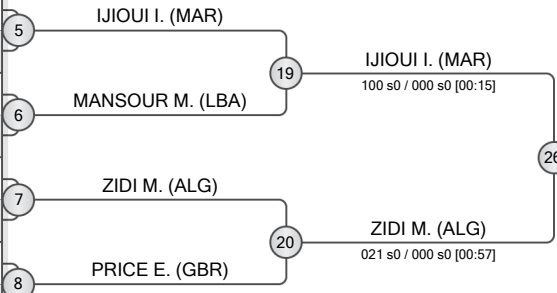 IJIOUI I. (MAR)
5
19
IJIOUI I. (MAR)
100 s0 / 000 s0 [00:15]
MANSOUR M. (LBA)
6
26
ZIDI M. (ALG)
7
20
ZIDI M. (ALG)
021 s0 / 000 s0 [00:57]
PRICE E. (GBR)
8